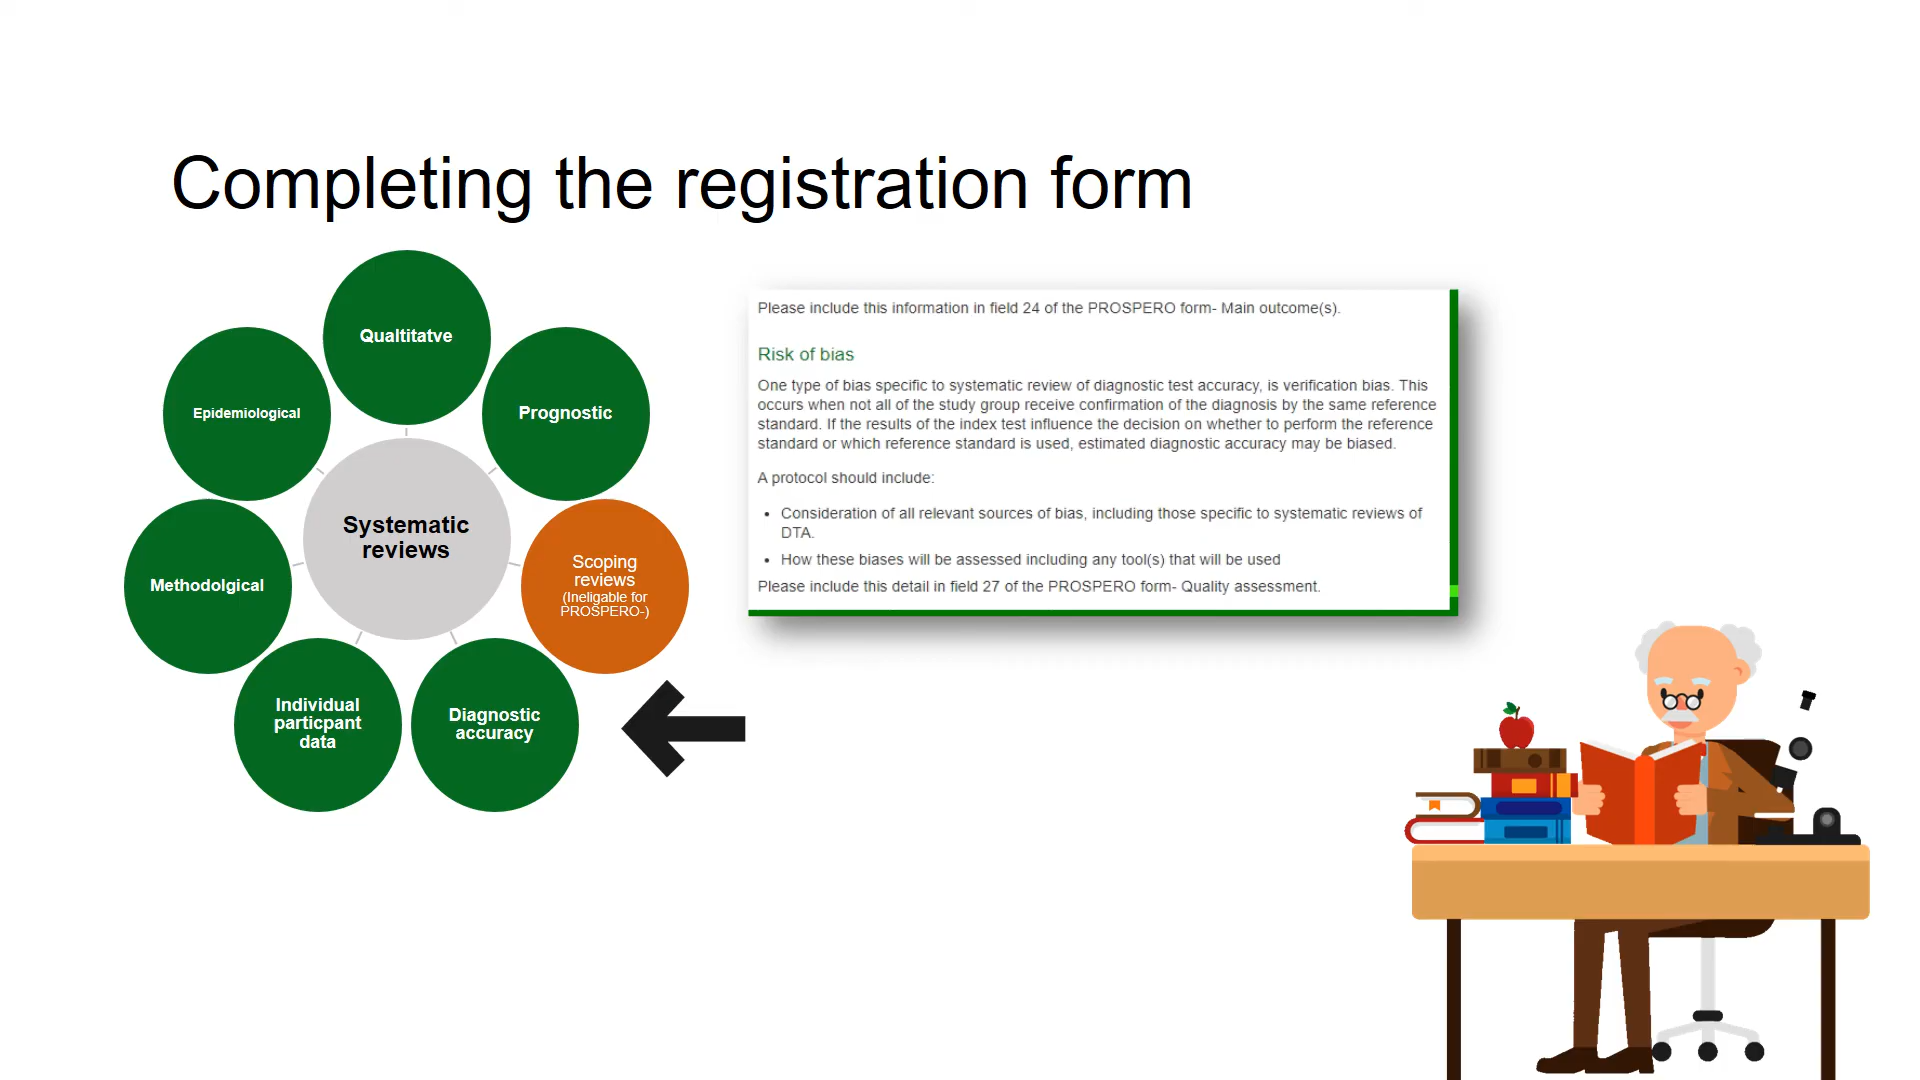 Completing the registration form
Qualtitatve
Epidemiological
Prognostic
Systematic
reviews
Methodolgical
Scoping
reviews
(Ineligable for
PROSPERO-)
Individual
particpant
data
Diagnostic
accuracy
Please include this information in field 24 of the PROSPERO form- Main outcome(s).
Risk of bias
One type of bias specific to systematic review of diagnostic test accuracy, is verification bias. This
occurs when not all of the study group receive confirmation of the diagnosis by the same reference
standard. If the results of the index test influence the decision on whether to perform the reference
standard or which reference standard is used, estimated diagnostic accuracy may be biased.
A protocol should include:
• Consideration of all relevant sources of bias, including those specific to systematic reviews of
DTA.
• How these biases will be assessed including any tool(s) that will be used
Please include this detail in field 27 of the PROSPERO form- Quality assessment.